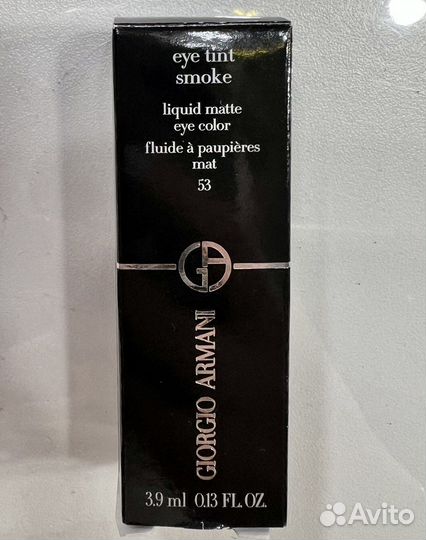 eye tint
smoke
liquid matte
eye color
fluide à paupières
mat
53
GIORGIO ARMANI
3.9 ml 0.13 FL.OZ.
Avito